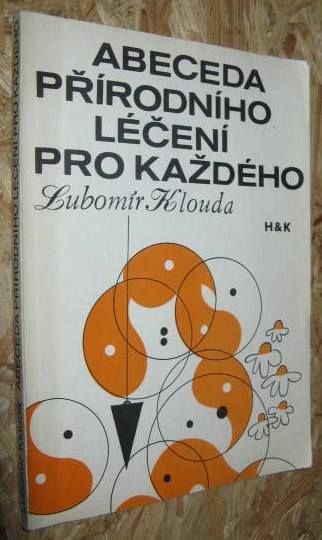 ABECEDA
PŘÍRODNÍHO
LÉČENÍ
PRO KAŽDÉHO
Lubomír Klouda
H&K
ABECEDA PŘÍRODNÍHO LÉČENÍ PRO KAŽDÉHO